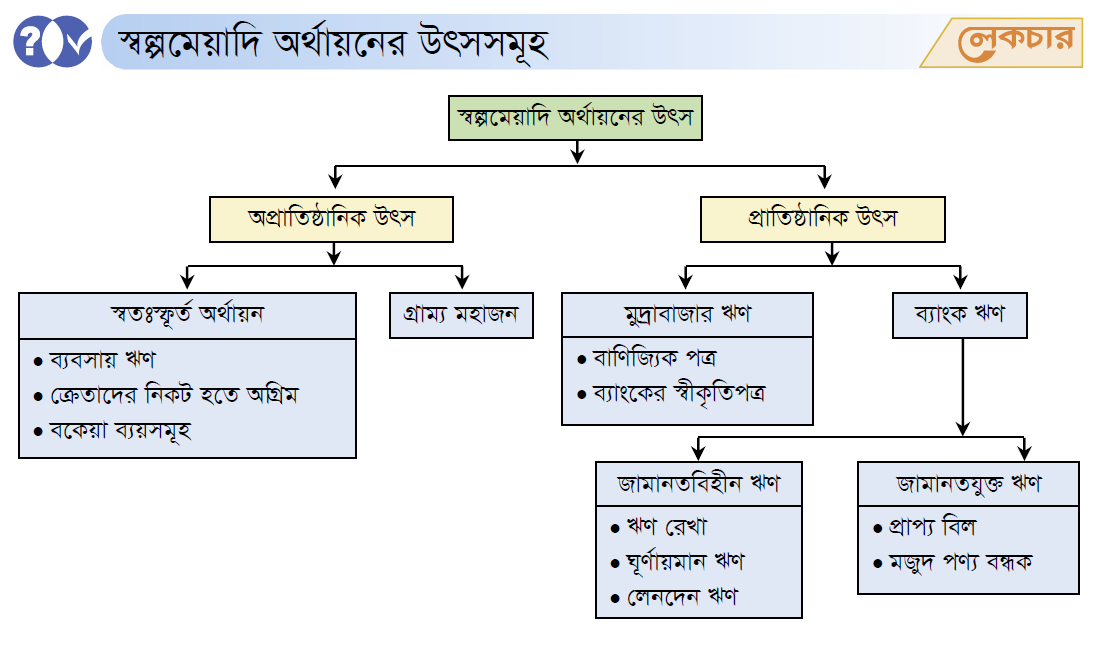 স্বল্পমেয়াদি অর্থায়নের উৎসসমূহ
লেকচার
স্বল্পমেয়াদি অর্থায়নের উৎস
অপ্রাতিষ্ঠানিক উৎস
প্রাতিষ্ঠানিক উৎস
স্বতঃস্ফূর্ত অর্থায়ন
• ব্যবসায় ঋণ
• ক্রেতাদের নিকট হতে অগ্রিম
• বকেয়া ব্যয়সমূহ
গ্রাম্য মহাজন
মুদ্রাবাজার ঋণ
• বাণিজ্যিক পত্র
• ব্যাংকের স্বীকৃতিপত্র
ব্যাংক ঋণ
জামানতবিহীন ঋণ
• ঋণ রেখা
• ঘূর্ণায়মান ঋণ
• লেনদেন ঋণ
জামানতযুক্ত ঋণ
• প্রাপ্য বিল
• মজুদ পণ্য বন্ধক